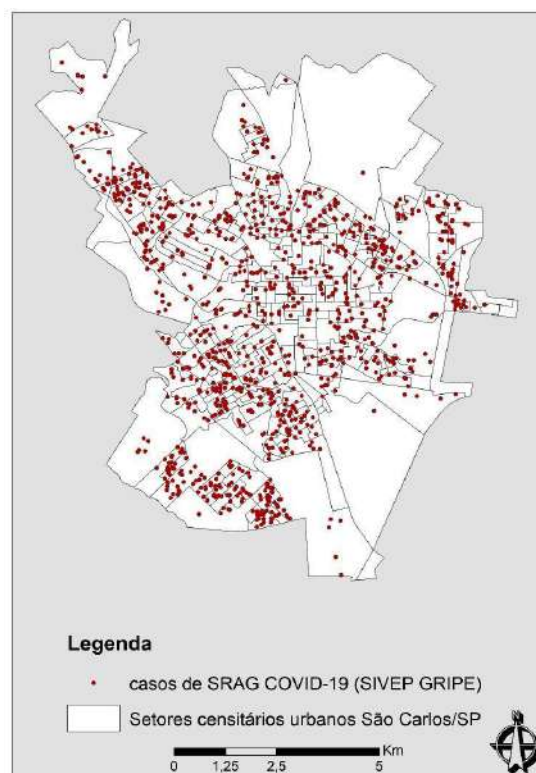 Legenda
casos de SRAG COVID-19 (SIVEP GRIPE)
Setores censitários urbanos São Carlos/SP
Km
0 1,25 2,5 5